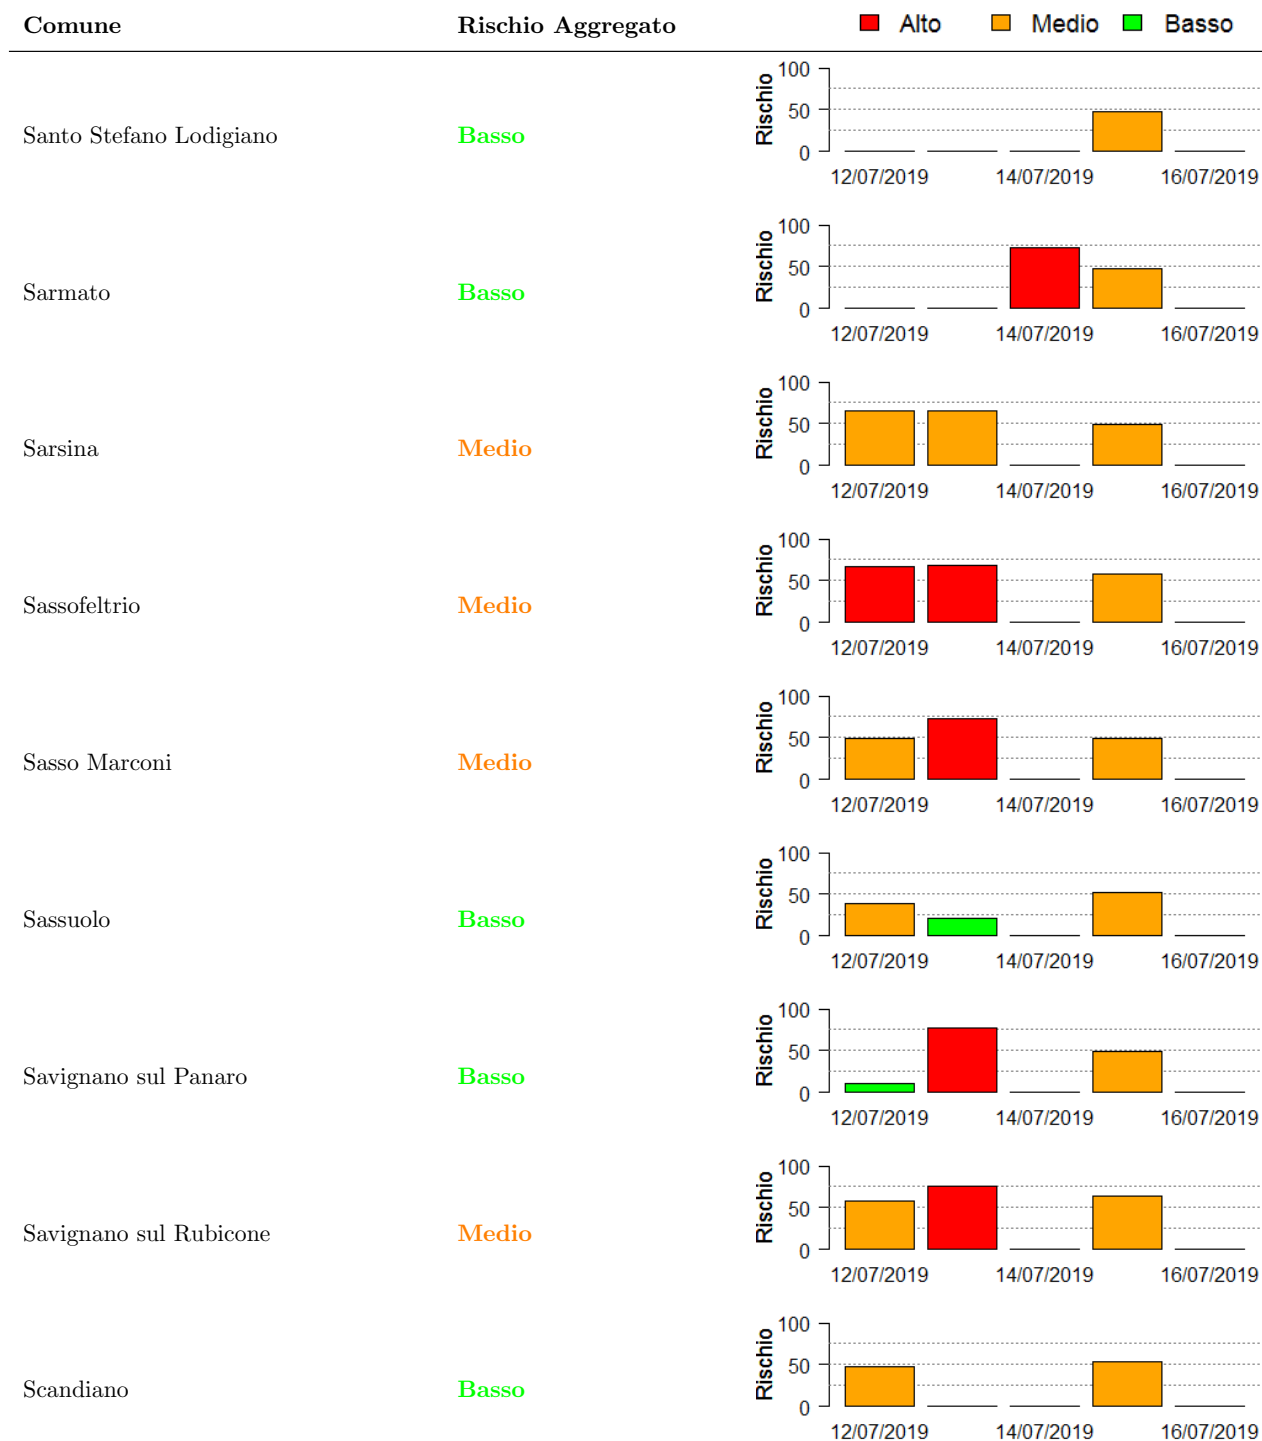 Comune Rischio Aggregato Alto Medio Basso
Santo Stefano Lodigiano Basso Rischio 100 50 0
12/07/2019 14/07/2019 16/07/2019
Sarmato Basso Rischio 100 50 0
12/07/2019 14/07/2019 16/07/2019
Sarsina Medio Rischio 100 50 0
12/07/2019 14/07/2019 16/07/2019
Sassofeltrio Medio Rischio 100 50 0
12/07/2019 14/07/2019 16/07/2019
Sasso Marconi Medio Rischio 100 50 0
12/07/2019 14/07/2019 16/07/2019
Sassuolo Basso Rischio 100 50 0
12/07/2019 14/07/2019 16/07/2019
Savignano sul Panaro Basso Rischio 100 50 0
12/07/2019 14/07/2019 16/07/2019
Savignano sul Rubicone Medio Rischio 100 50 0
12/07/2019 14/07/2019 16/07/2019
Scandiano Basso Rischio 100 50 0
12/07/2019 14/07/2019 16/07/2019